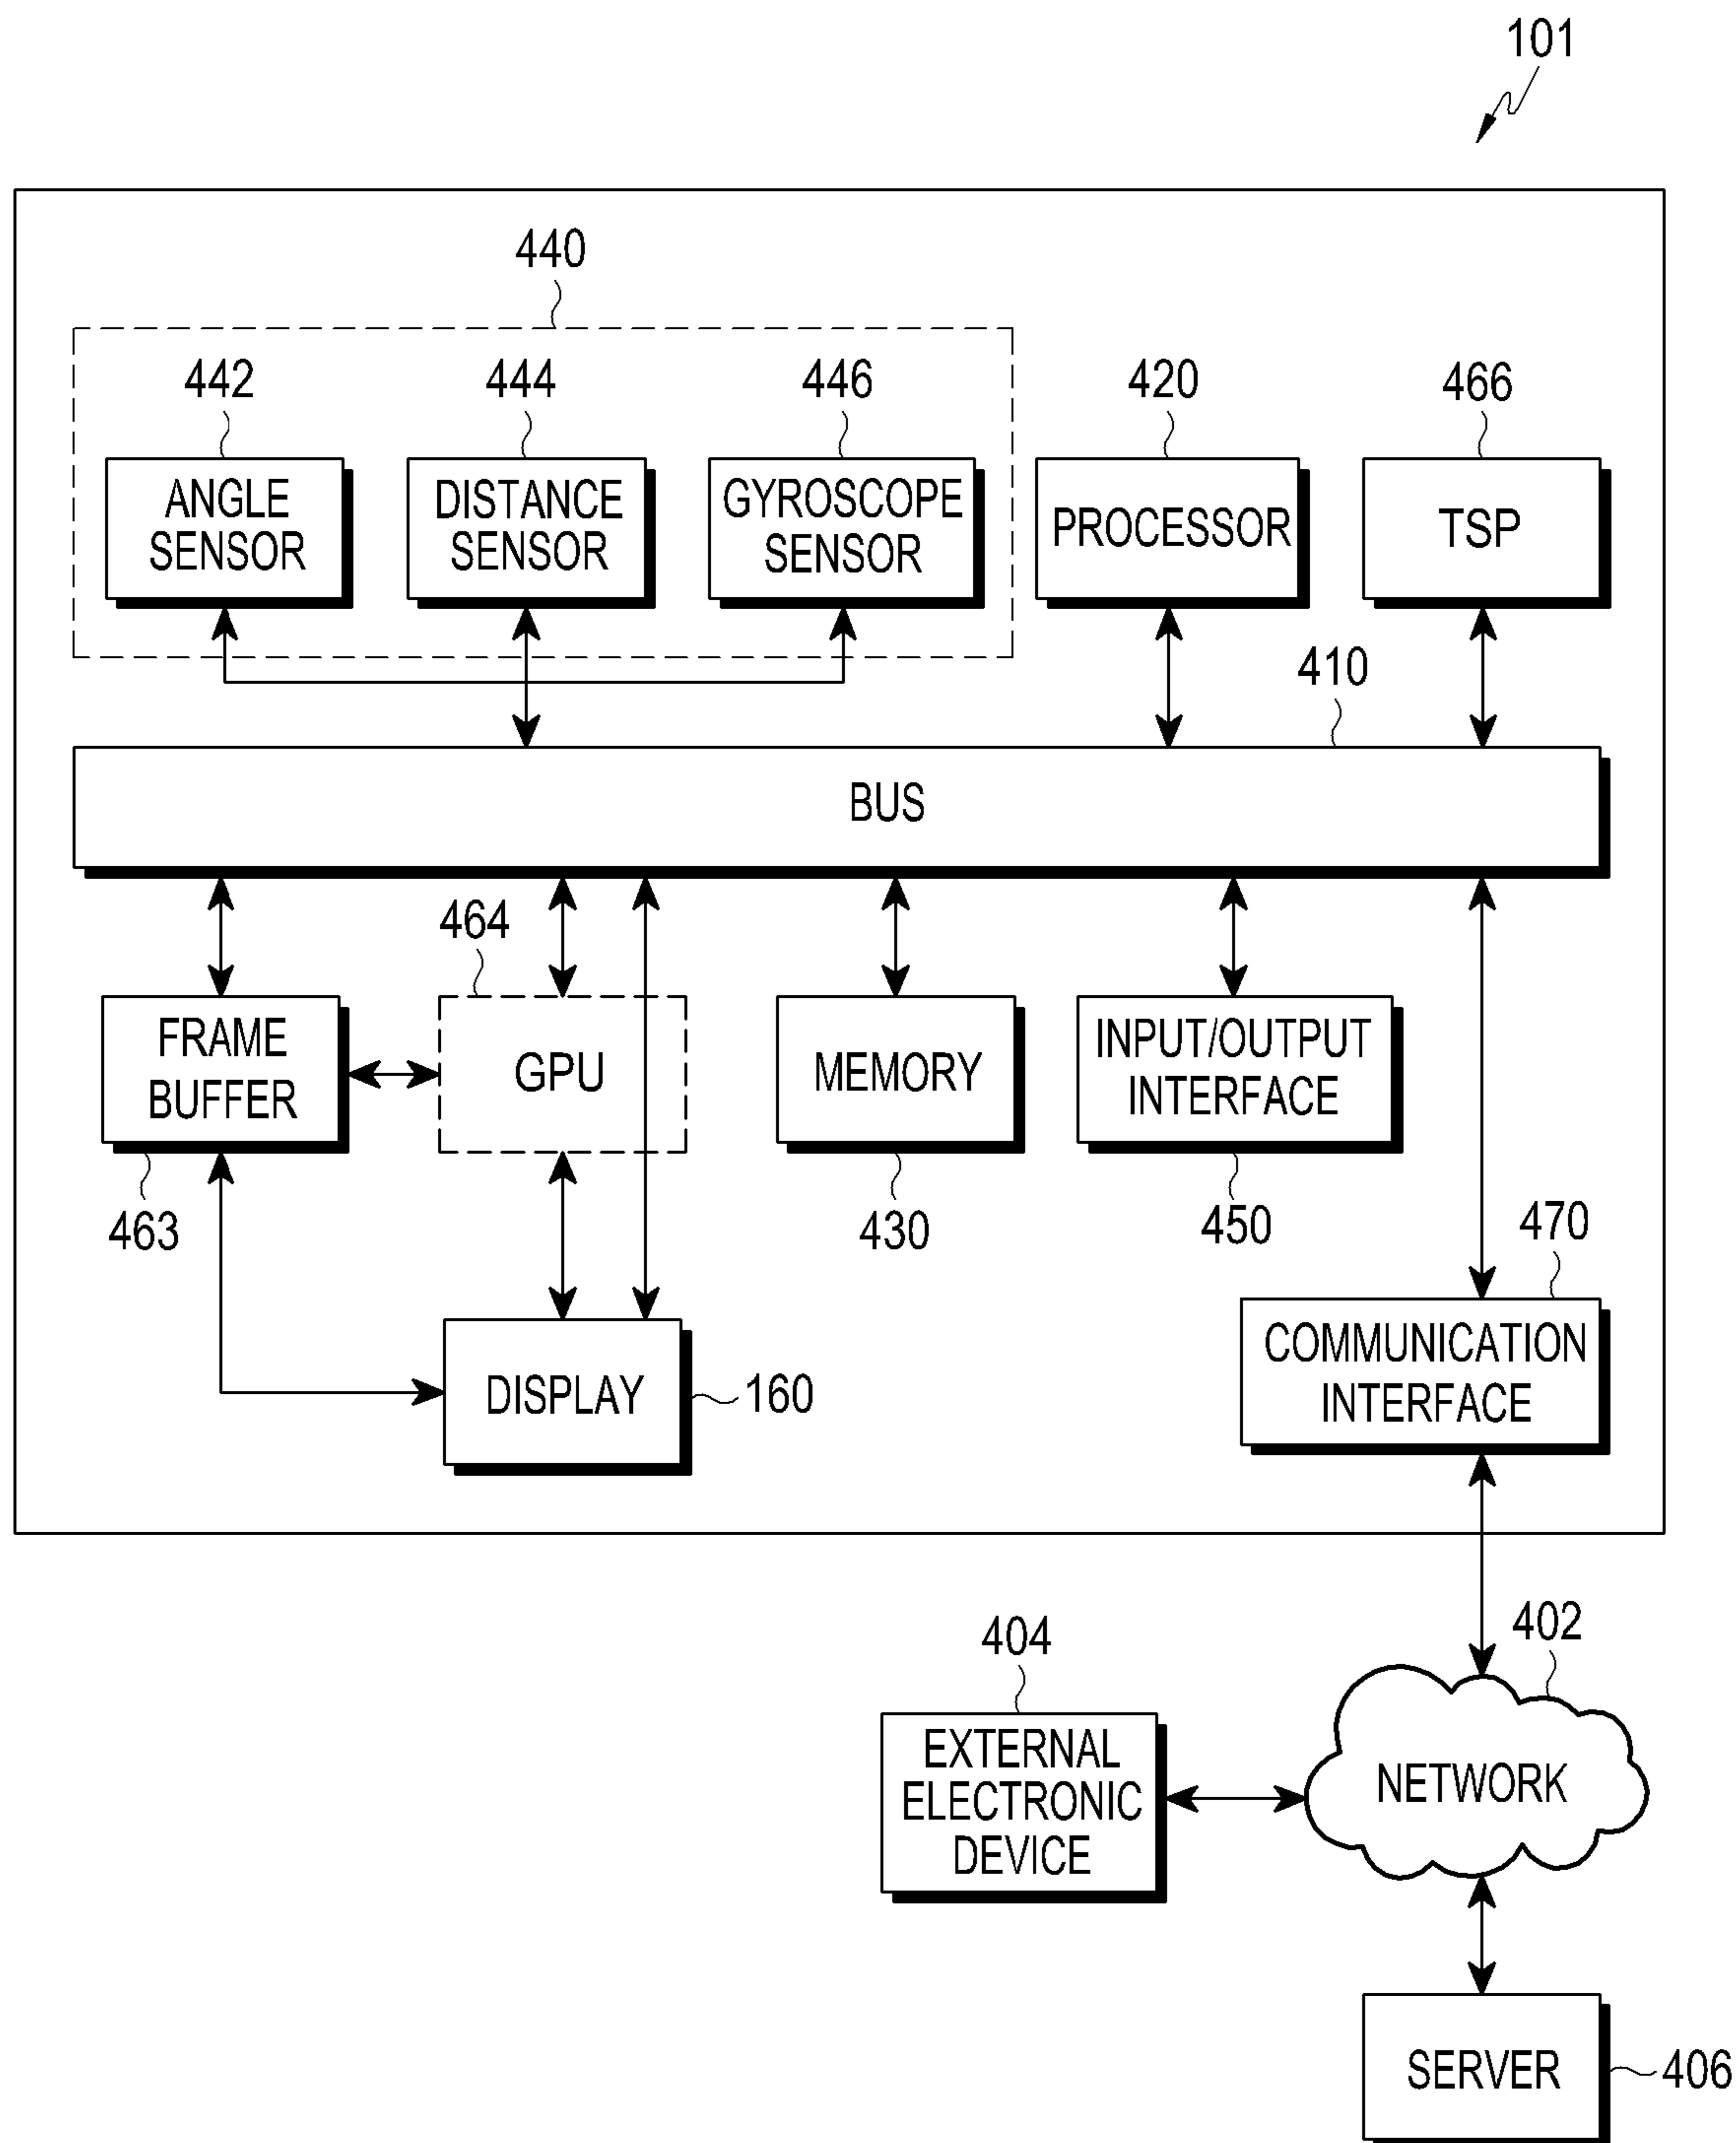 101
440
442
444
446
420
466
ANGLE
SENSOR
DISTANCE
SENSOR
GYROSCOPE
SENSOR
PROCESSOR
TSP
410
BUS
464
FRAME
BUFFER
GPU
MEMORY
INPUT/OUTPUT
INTERFACE
463
430
450
470
DISPLAY
160
COMMUNICATION
INTERFACE
404
402
EXTERNAL
ELECTRONIC
DEVICE
NETWORK
SERVER
406